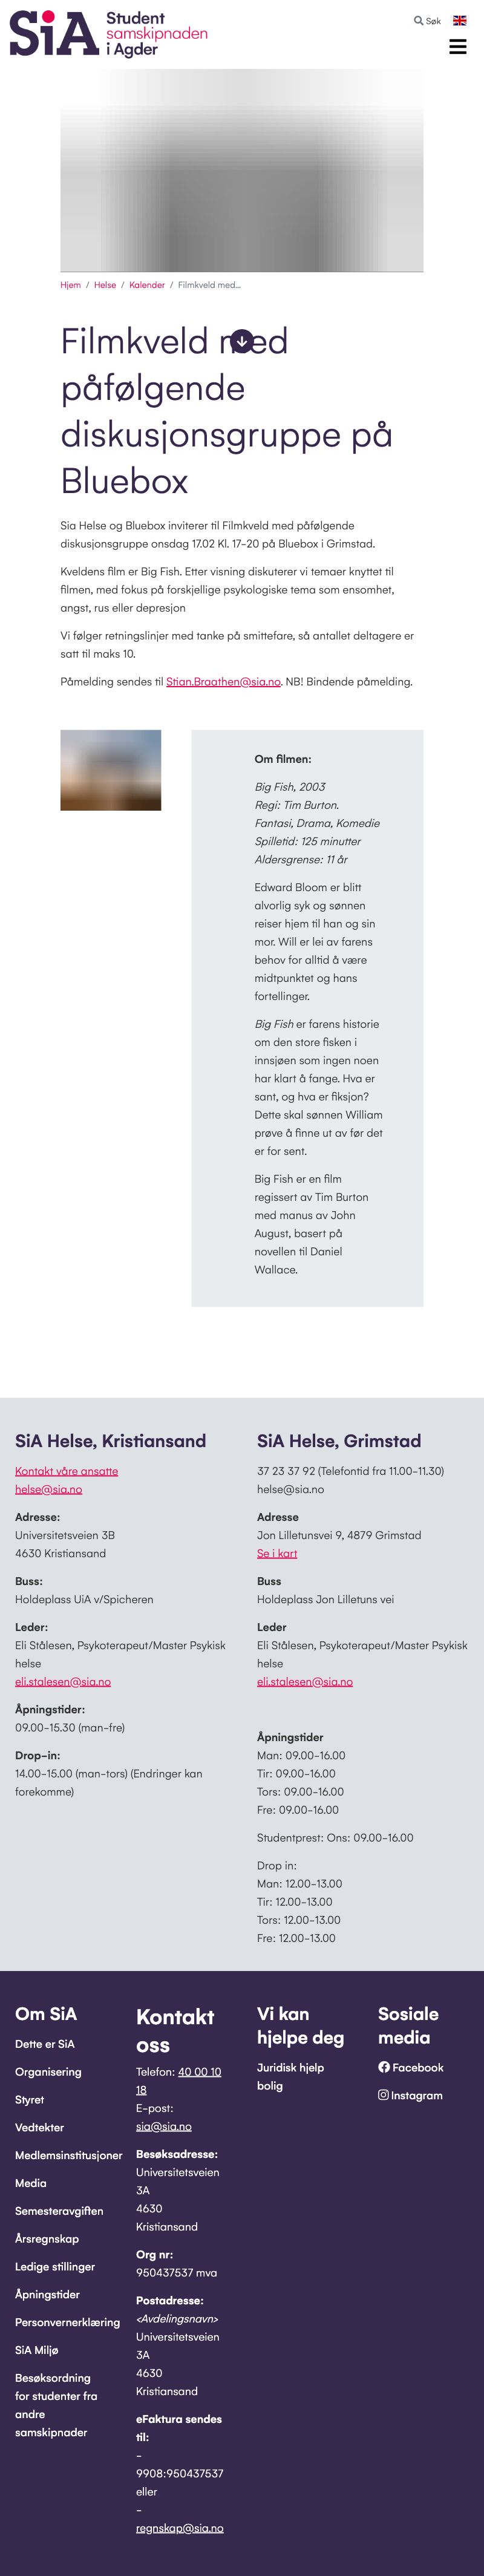 SiA Student
samskipnaden
i Agder
Søk
Hjem / Helse / Kalender / Filmkveld med...
Filmkveld med
påfølgende
diskusjonsgruppe på
Bluebox
Sia Helse og Bluebox inviterer til Filmkveld med påfølgende
diskusjonsgruppe onsdag 17.02 Kl. 17-20 på Bluebox i Grimstad.
Kveldens film er Big Fish. Etter visning diskuterer vi temaer knyttet til
filmen, med fokus på forskjellige psykologiske tema som ensomhet,
angst, rus eller depresjon
Vi følger retningslinjer med tanke på smittefare, så antallet deltagere er
satt til maks 10.
Påmelding sendes til Stian.Braathen@sia.no. NB! Bindende påmelding.
Om filmen:
Big Fish, 2003
Regi: Tim Burton.
Fantasi, Drama, Komedie
Spilletid: 125 minutter
Aldersgrense: 11 år
Edward Bloom er blitt
alvorlig syk og sønnen
reiser hjem til han og sin
mor. Will er lei av farens
behov for alltid å være
midtpunktet og hans
fortellinger.
Big Fish er farens historie
om den store fisken i
innsjøen som ingen noen
har klart å fange. Hva er
sant, og hva er fiksjon?
Dette skal sønnen William
prøve å finne ut av før det
er for sent.
Big Fish er en film
regissert av Tim Burton
med manus av John
August, basert på
novellen til Daniel
Wallace.
SiA Helse, Kristiansand
Kontakt våre ansatte
helse@sia.no
Adresse:
Universitetsveien 3B
4630 Kristiansand
Buss:
Holdeplass UiA v/Spicheren
Leder:
Eli Stålesen, Psykoterapeut/Master Psykisk
helse
eli.stalesen@sia.no
Åpningstider:
09.00-15.30 (man-fre)
Drop-in:
14.00-15.00 (man-tors) (Endringer kan
forekomme)
SiA Helse, Grimstad
37 23 37 92 (Telefontid fra 11.00-11.30)
helse@sia.no
Adresse
Jon Lilletunsvei 9, 4879 Grimstad
Se i kart
Buss
Holdeplass Jon Lilletuns vei
Leder
Eli Stålesen, Psykoterapeut/Master Psykisk
helse
eli.stalesen@sia.no
Åpningstider
Man: 09.00-16.00
Tir: 09.00-16.00
Tors: 09.00-16.00
Fre: 09.00-16.00
Studentprest: Ons: 09.00-16.00
Drop in:
Man: 12.00-13.00
Tir: 12.00-13.00
Tors: 12.00-13.00
Fre: 12.00-13.00
Om SiA
Dette er SiA
Organisering
Styret
Vedtekter
Medlemsinstitusjoner
Media
Semesteravgiften
Årsregnskap
Ledige stillinger
Åpningstider
Personvernerklæring
SiA Miljø
Besøksordning
for studenter fra
andre
samskipnader
Kontakt
oss
Telefon: 40 00 10
18
E-post:
sia@sia.no
Besøksadresse:
Universitetsveien
3A
4630
Kristiansand
Org nr:
950437537 mva
Postadresse:
<Avdelingsnavn>
Universitetsveien
3A
4630
Kristiansand
eFaktura sendes
til:
-
9908:950437537
eller
-
regnskap@sia.no
Vi kan
hjelpe deg
Juridisk hjelp
bolig
Sosiale
media
Facebook
Instagram